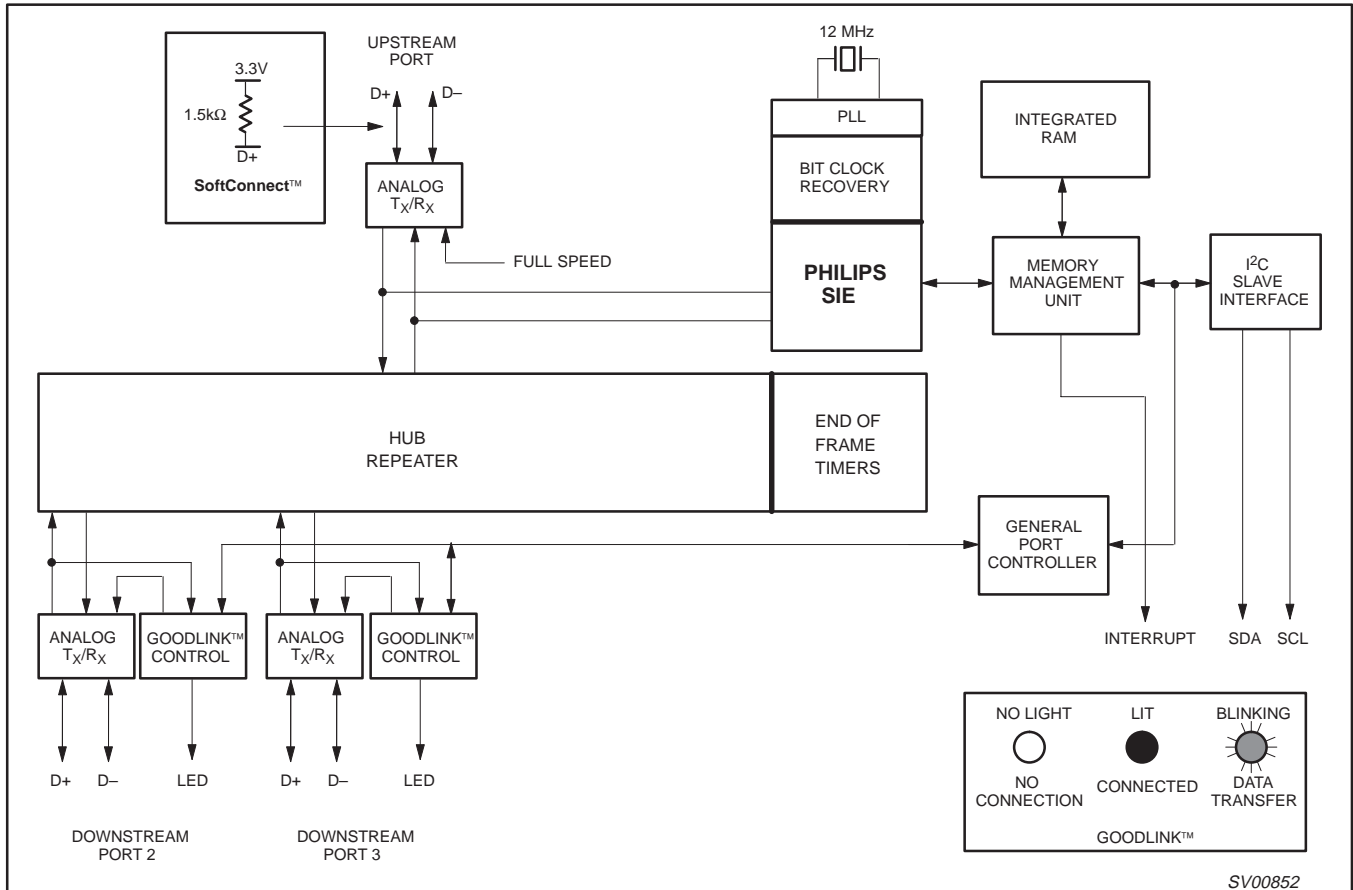 UPSTREAM
PORT
D+
D–
3.3V
1.5kΩ
D+
SoftConnect™
ANALOG
TX/RX
FULL SPEED
12 MHz
PLL
BIT CLOCK
RECOVERY
PHILIPS
SIE
INTEGRATED
RAM
MEMORY
MANAGEMENT
UNIT
I2C
SLAVE
INTERFACE
HUB
REPEATER
END OF
FRAME
TIMERS
GENERAL
PORT
CONTROLLER
ANALOG
TX/RX
GOODLINK™
CONTROL
ANALOG
TX/RX
GOODLINK™
CONTROL
INTERRUPT
SDA
SCL
D+
D–
LED
D+
D–
LED
DOWNSTREAM
PORT 2
DOWNSTREAM
PORT 3
NO LIGHT
LIT
BLINKING
NO
CONNECTION
CONNECTED
DATA
TRANSFER
GOODLINK™
SV00852